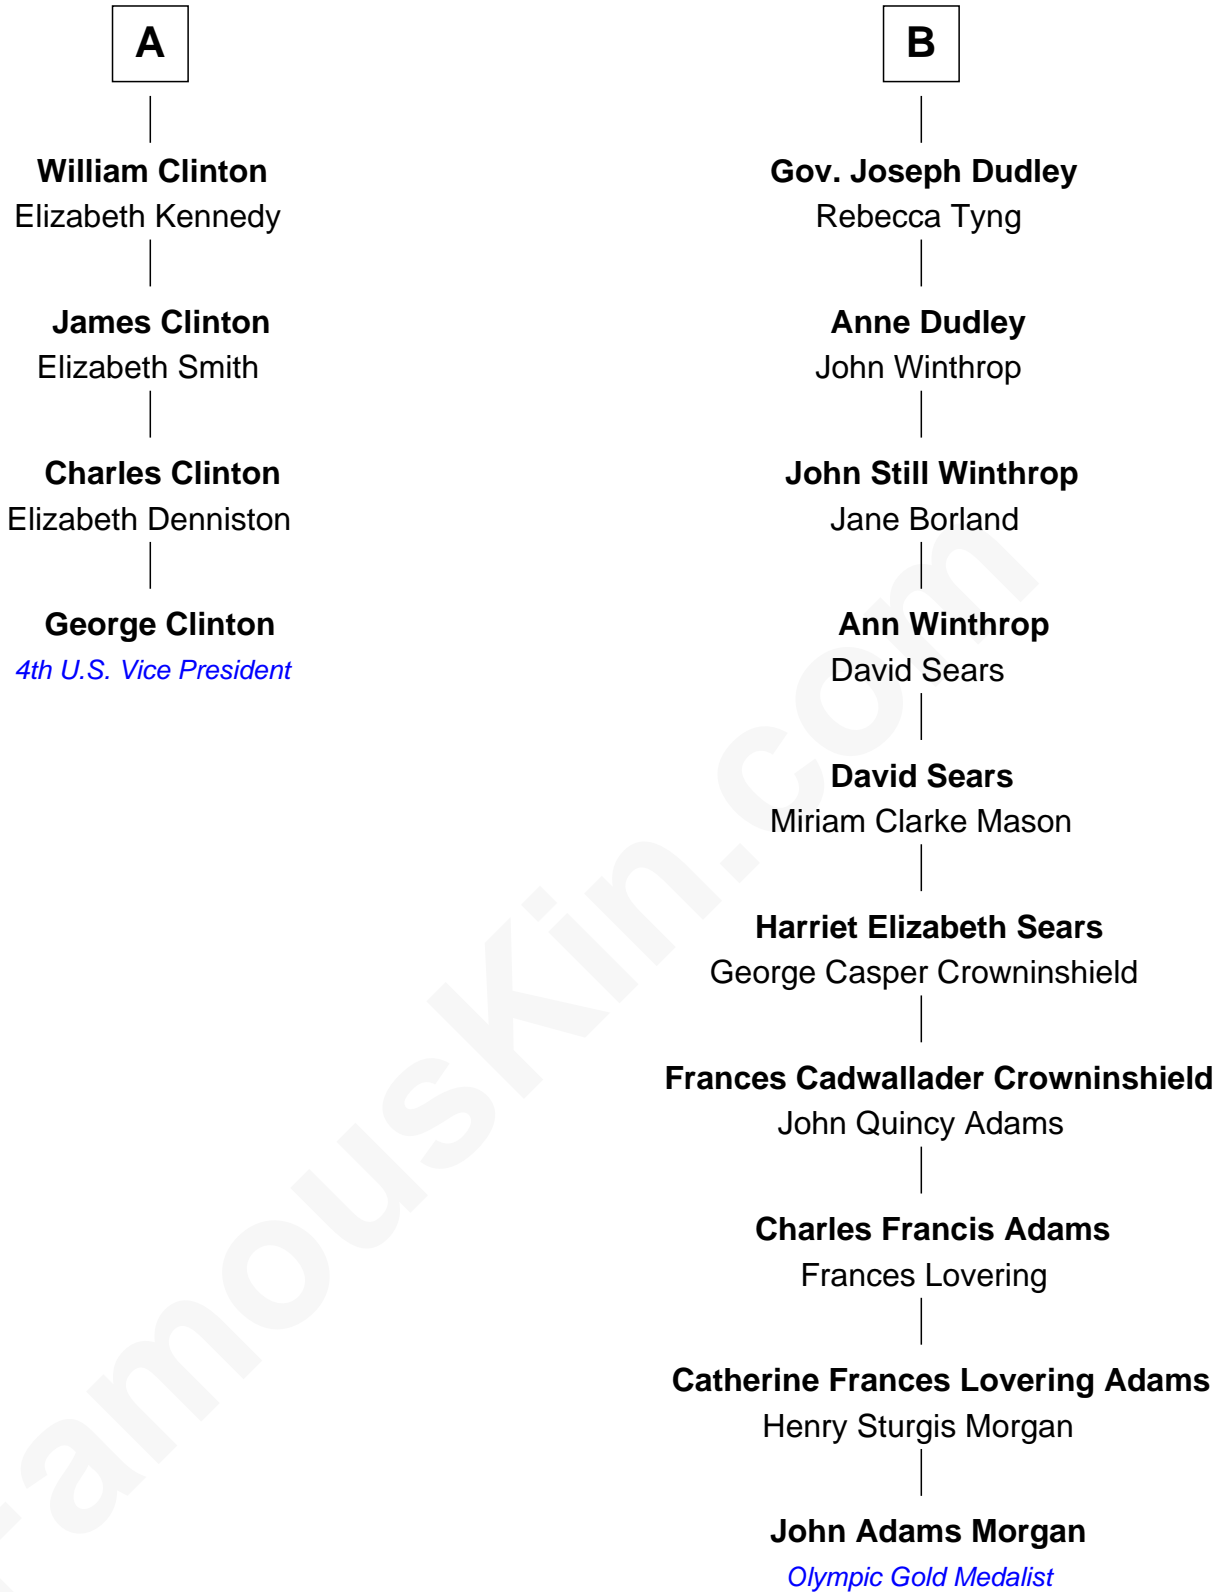 A
William Clinton
Elizabeth Kennedy
James Clinton
Elizabeth Smith
Charles Clinton
Elizabeth Denniston
George Clinton
4th U.S. Vice President
B
Gov. Joseph Dudley
Rebecca Tyng
Anne Dudley
John Winthrop
John Still Winthrop
Jane Borland
Ann Winthrop
David Sears
David Sears
Miriam Clarke Mason
Harriet Elizabeth Sears
George Casper Crowninshield
Frances Cadwallader Crowninshield
John Quincy Adams
Charles Francis Adams
Frances Lovering
Catherine Frances Lovering Adams
Henry Sturgis Morgan
John Adams Morgan
Olympic Gold Medalist
FamousKin.com